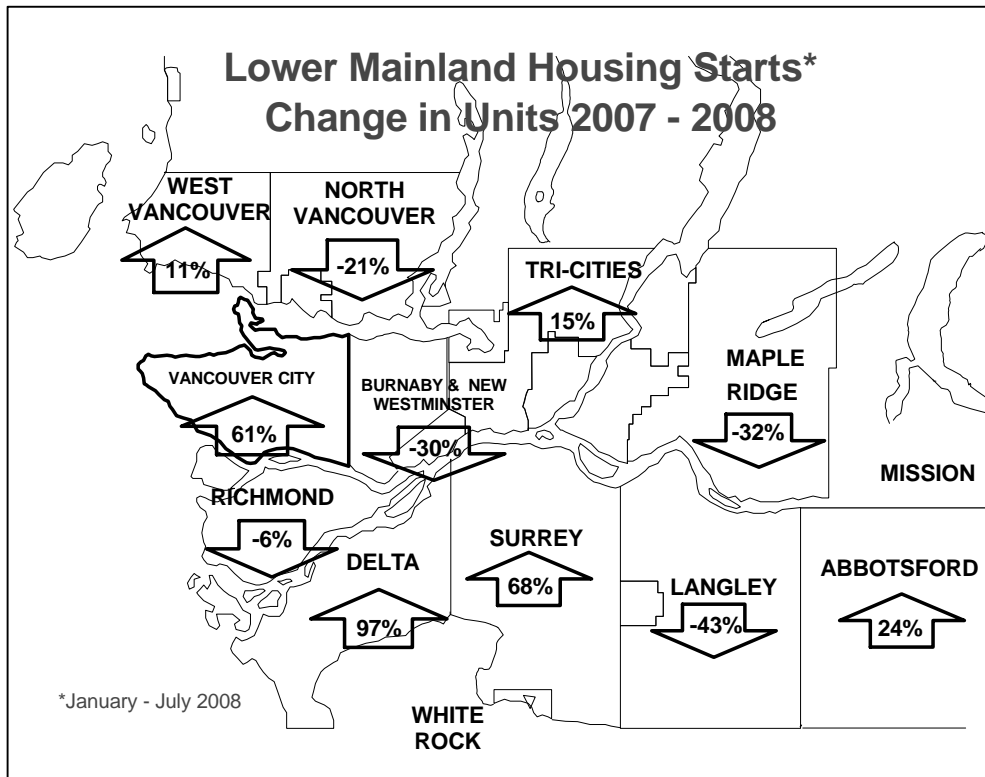 Lower Mainland Housing Starts*
Change in Units 2007 - 2008
WEST
VANCOUVER
11%
NORTH
VANCOUVER
-21%
TRI-CITIES
15%
VANCOUVER CITY
61%
BURNABY & NEW
WESTMINSTER
-30%
MAPLE
RIDGE
-32%
MISSION
RICHMOND
-6%
DELTA
97%
SURREY
68%
LANGLEY
-43%
ABBOTSFORD
24%
*January - July 2008
WHITE
ROCK